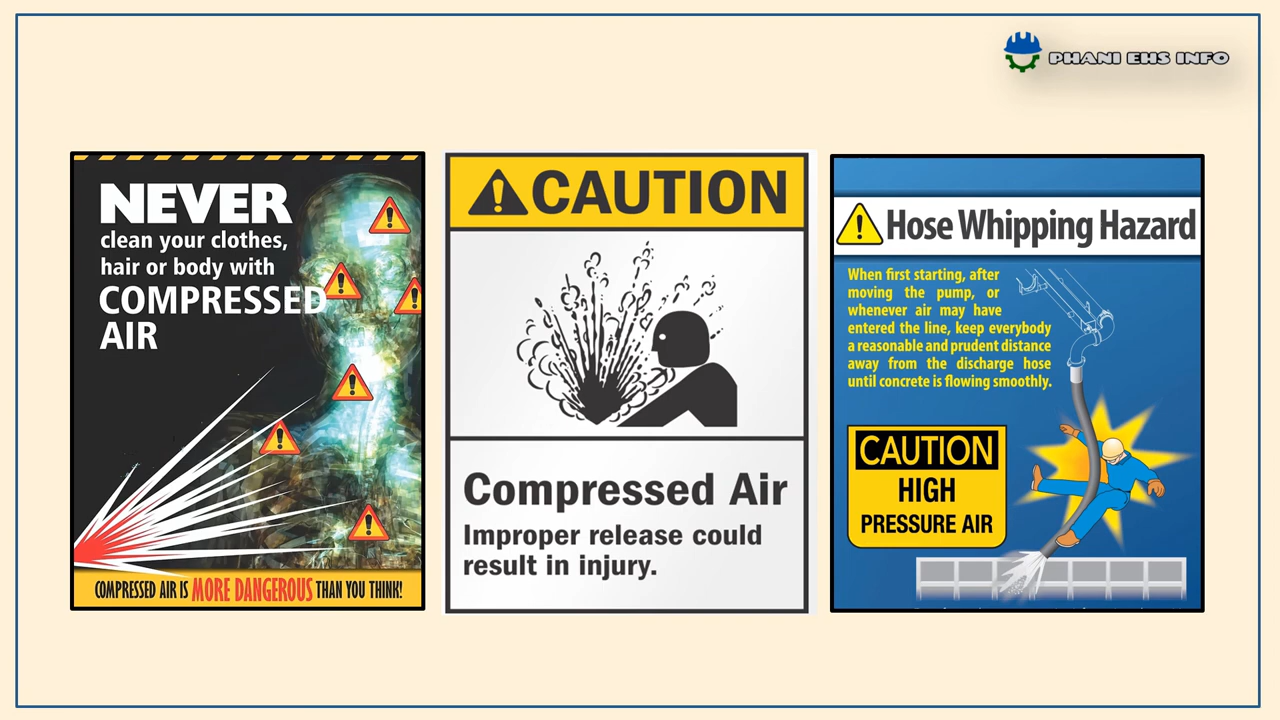 PHANI EHS INFO
NEVER
clean your clothes,
hair or body with
COMPRESSED
AIR
COMPRESSED AIR IS MORE DANGEROUS THAN YOU THINK!
CAUTION
Compressed Air
Improper release could
result in injury.
Hose Whipping Hazard
When first starting, after
moving the pump, or
whenever air may have
entered the line, keep everybody
a reasonable and prudent distance
away from the discharge hose
until concrete is flowing smoothly.
CAUTION
HIGH
PRESSURE AIR